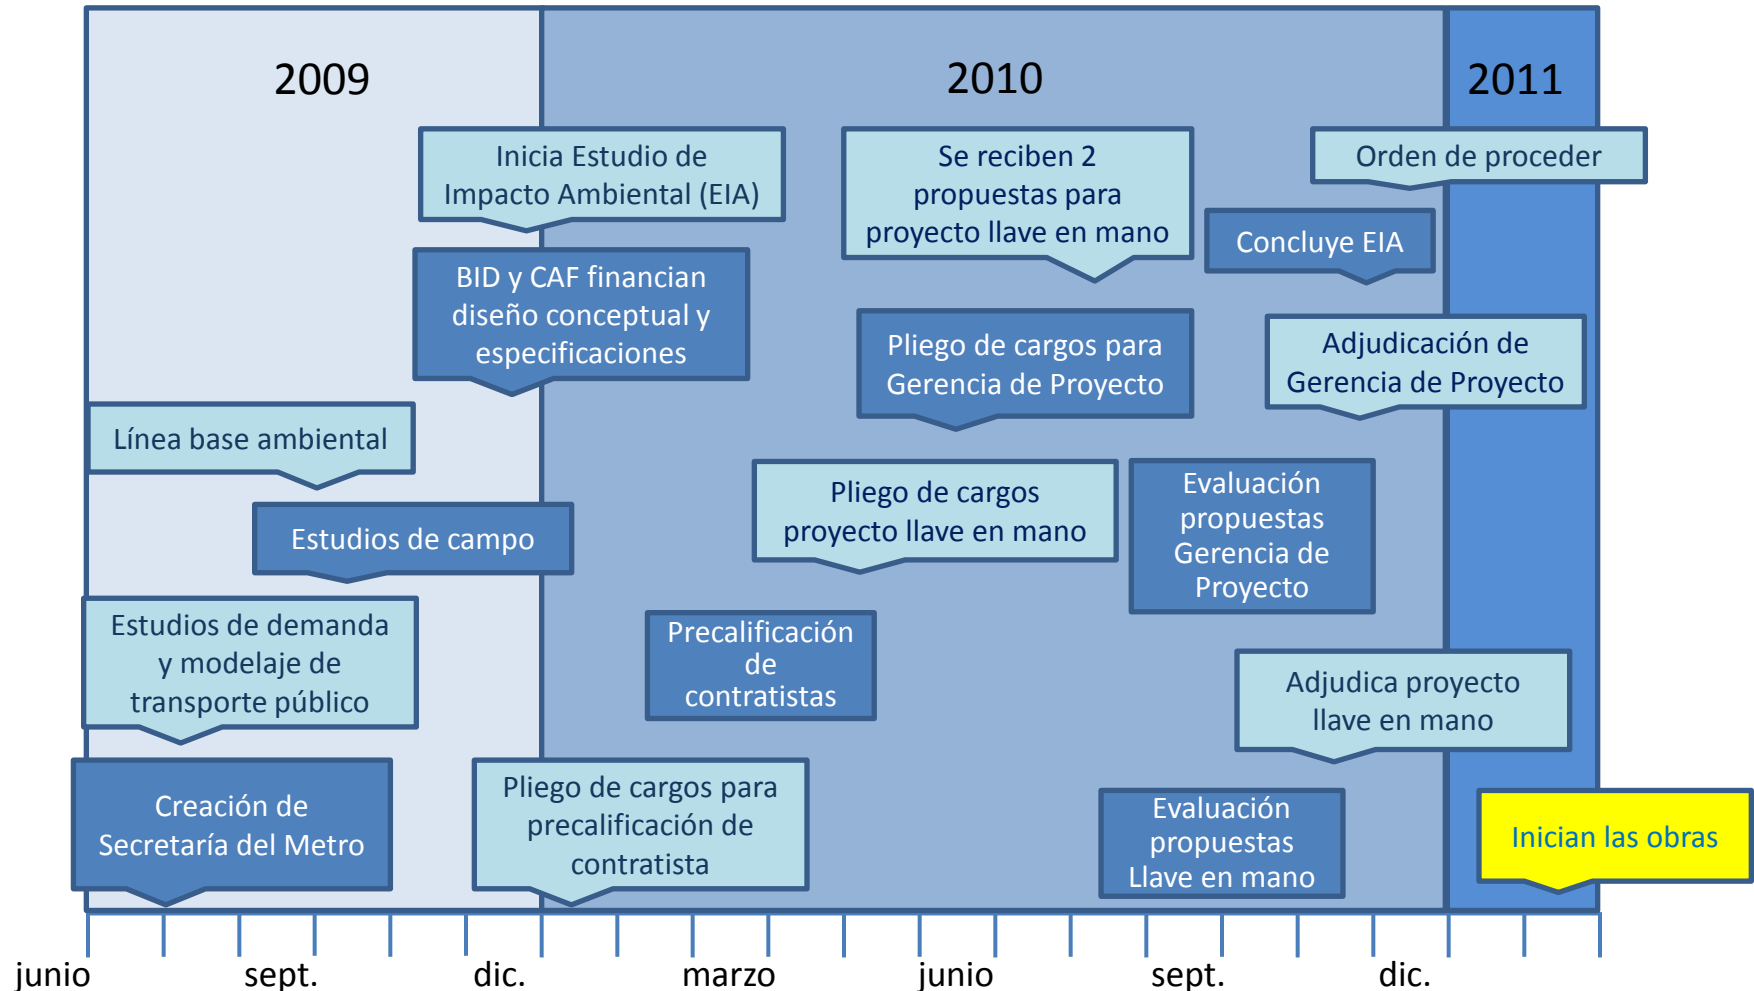 2009
2010
2011
Inicia Estudio de
Impacto Ambiental (EIA)
Se reciben 2
propuestas para
proyecto llave en mano
Orden de proceder
Concluye EIA
BID y CAF financian
diseño conceptual y
especificaciones
Pliego de cargos para
Gerencia de Proyecto
Adjudicación de
Gerencia de Proyecto
Línea base ambiental
Pliego de cargos
proyecto llave en mano
Evaluación
propuestas
Gerencia de
Proyecto
Estudios de campo
Estudios de demanda
y modelaje de
transporte público
Precalificación
de
contratistas
Adjudica proyecto
llave en mano
Creación de
Secretaría del Metro
Pliego de cargos para
precalificación de
contratista
Evaluación
propuestas
Llave en mano
Inician las obras
junio
sept.
dic.
marzo
junio
sept.
dic.